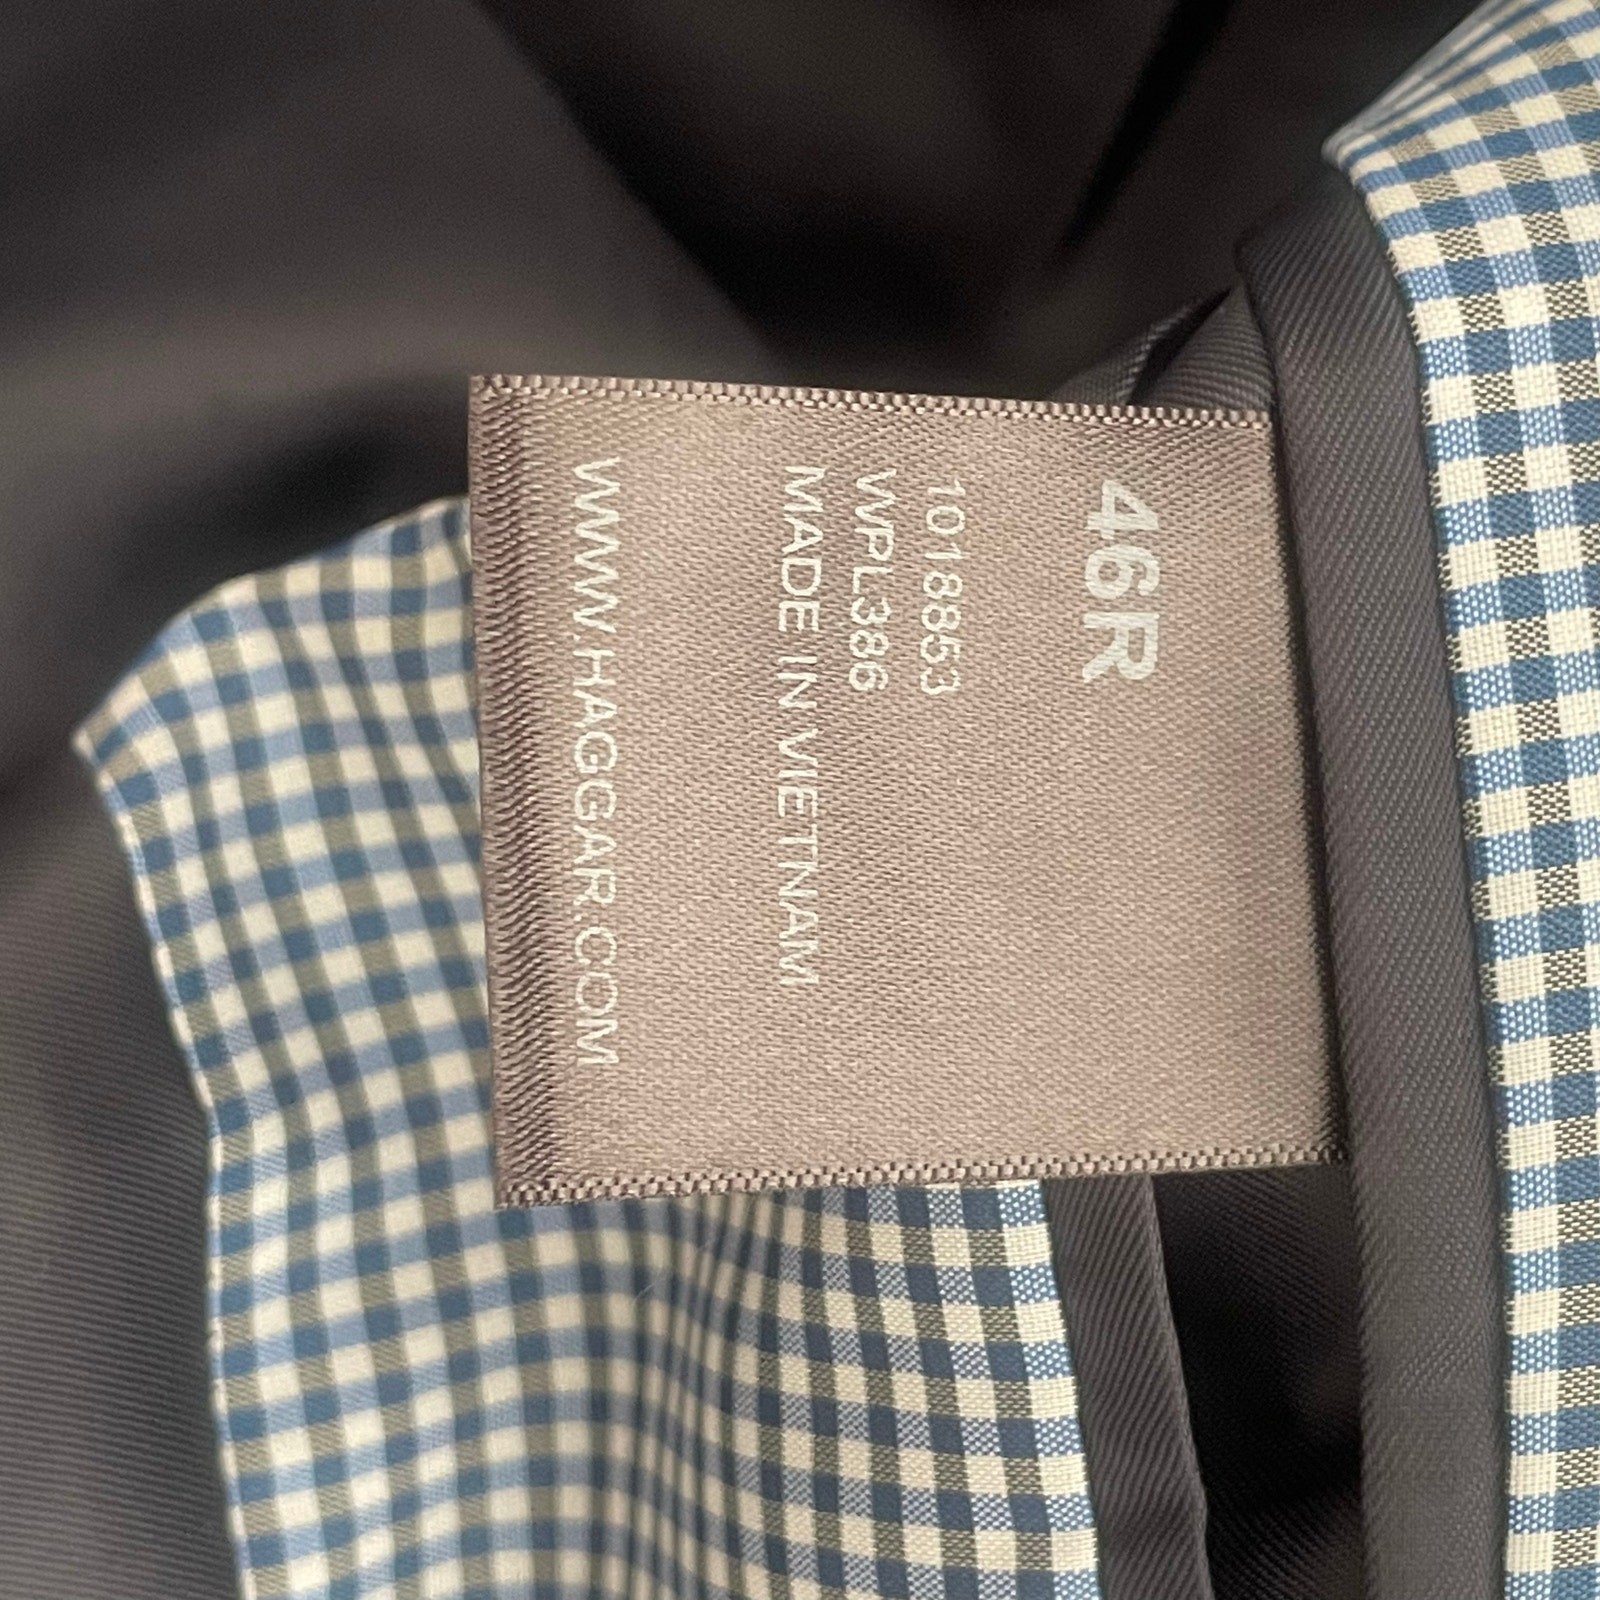 46R
1018853
WPL386
MADE IN VIETNAM
WWW.HAGGAR.COM